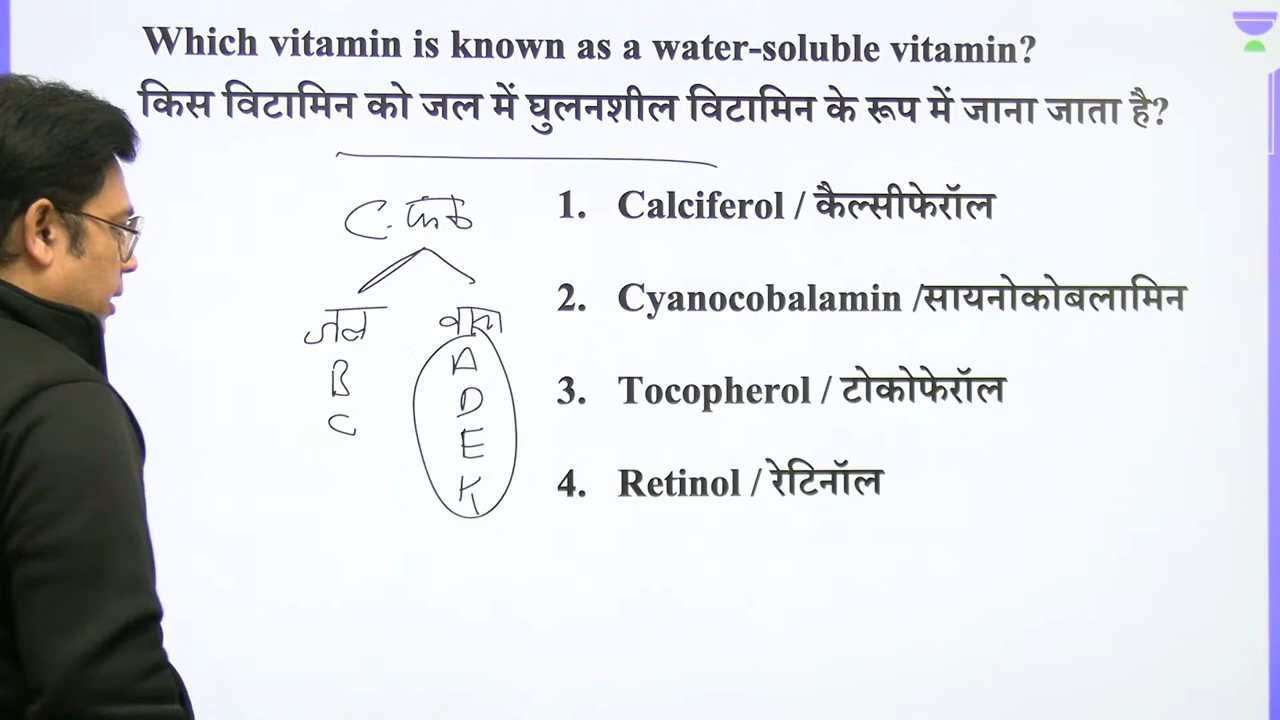 Which vitamin is known as a water-soluble vitamin?
किस विटामिन को जल में घुलनशील विटामिन के रूप में जाना जाता है?
1. Calciferol / कैल्सीफेरॉल
2. Cyanocobalamin /सायनोकोबलामिन
3. Tocopherol / टोकोफेरॉल
4. Retinol / रेटिनॉल
C.
जल
B
C
वसा
A
D
E
K